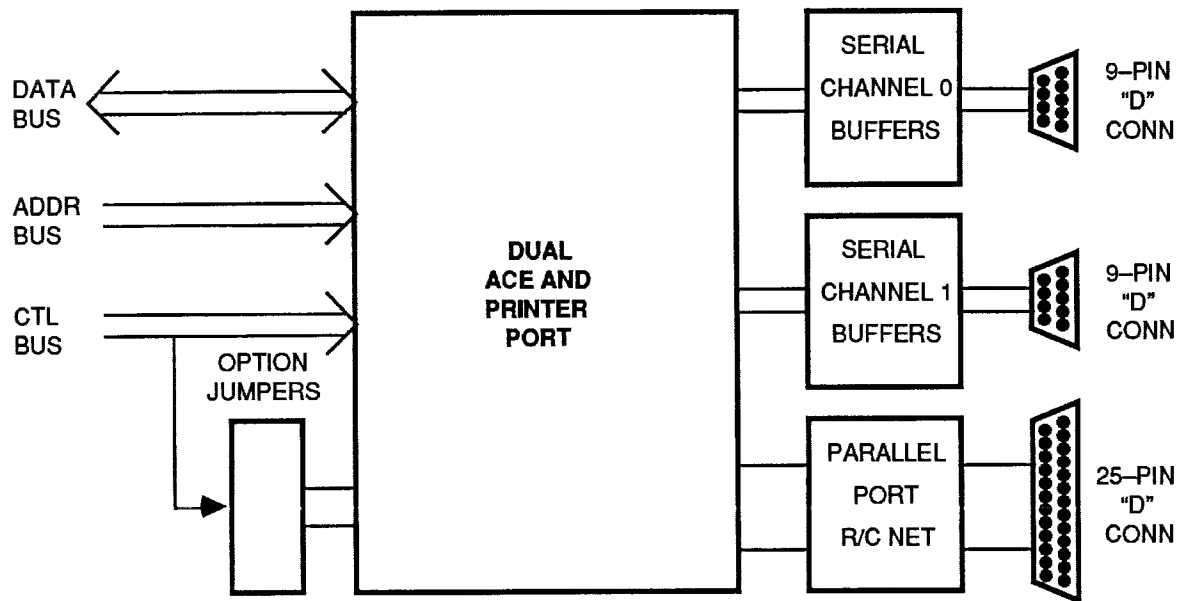 DATA
BUS
ADDR
BUS
CTL
BUS
OPTION
JUMPERS
DUAL
ACE AND
PRINTER
PORT
SERIAL
CHANNEL 0
BUFFERS
9–PIN
“D”
CONN
SERIAL
CHANNEL 1
BUFFERS
9–PIN
“D”
CONN
PARALLEL
PORT
R/C NET
25–PIN
“D”
CONN